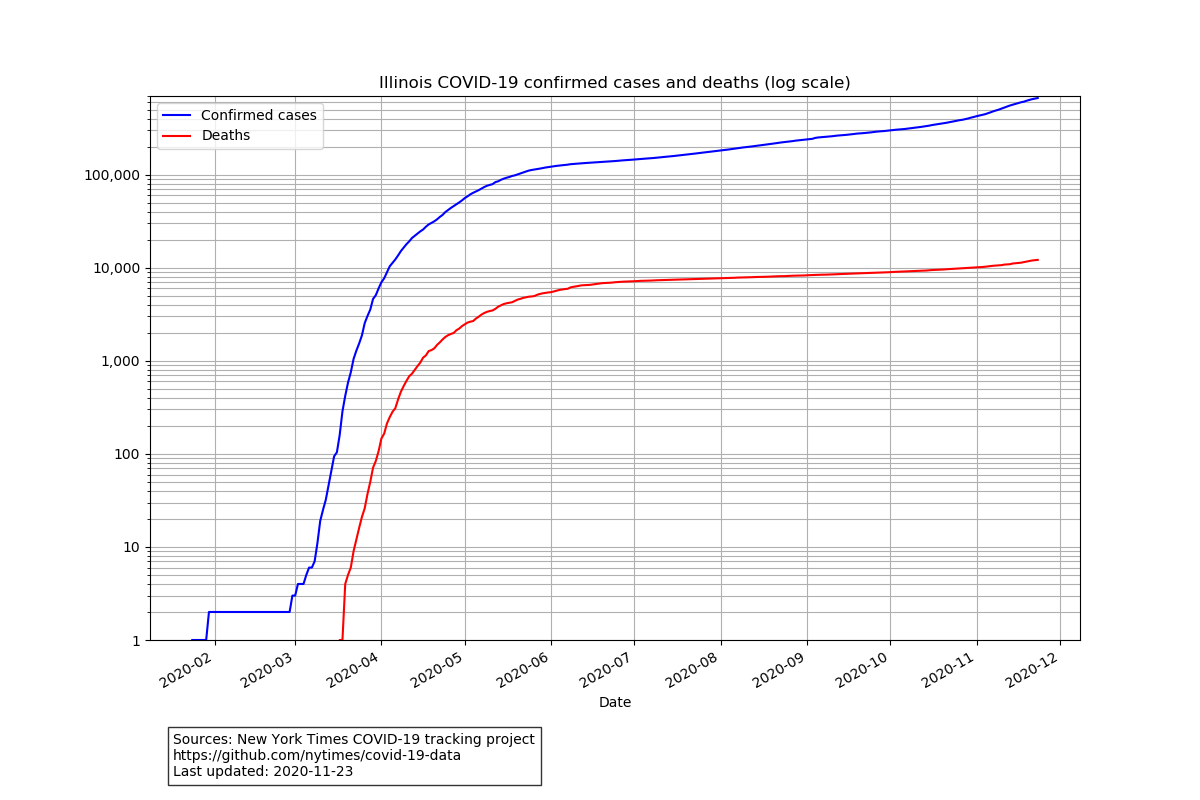 Illinois COVID-19 confirmed cases and deaths (log scale)
Confirmed cases
Deaths
100,000
10,000
1,000
100
10
1
2020-02
2020-03
2020-04
2020-05
2020-06
2020-07
2020-08
2020-09
2020-10
2020-11
2020-12
Date
Sources: New York Times COVID-19 tracking project
https://github.com/nytimes/covid-19-data
Last updated: 2020-11-23